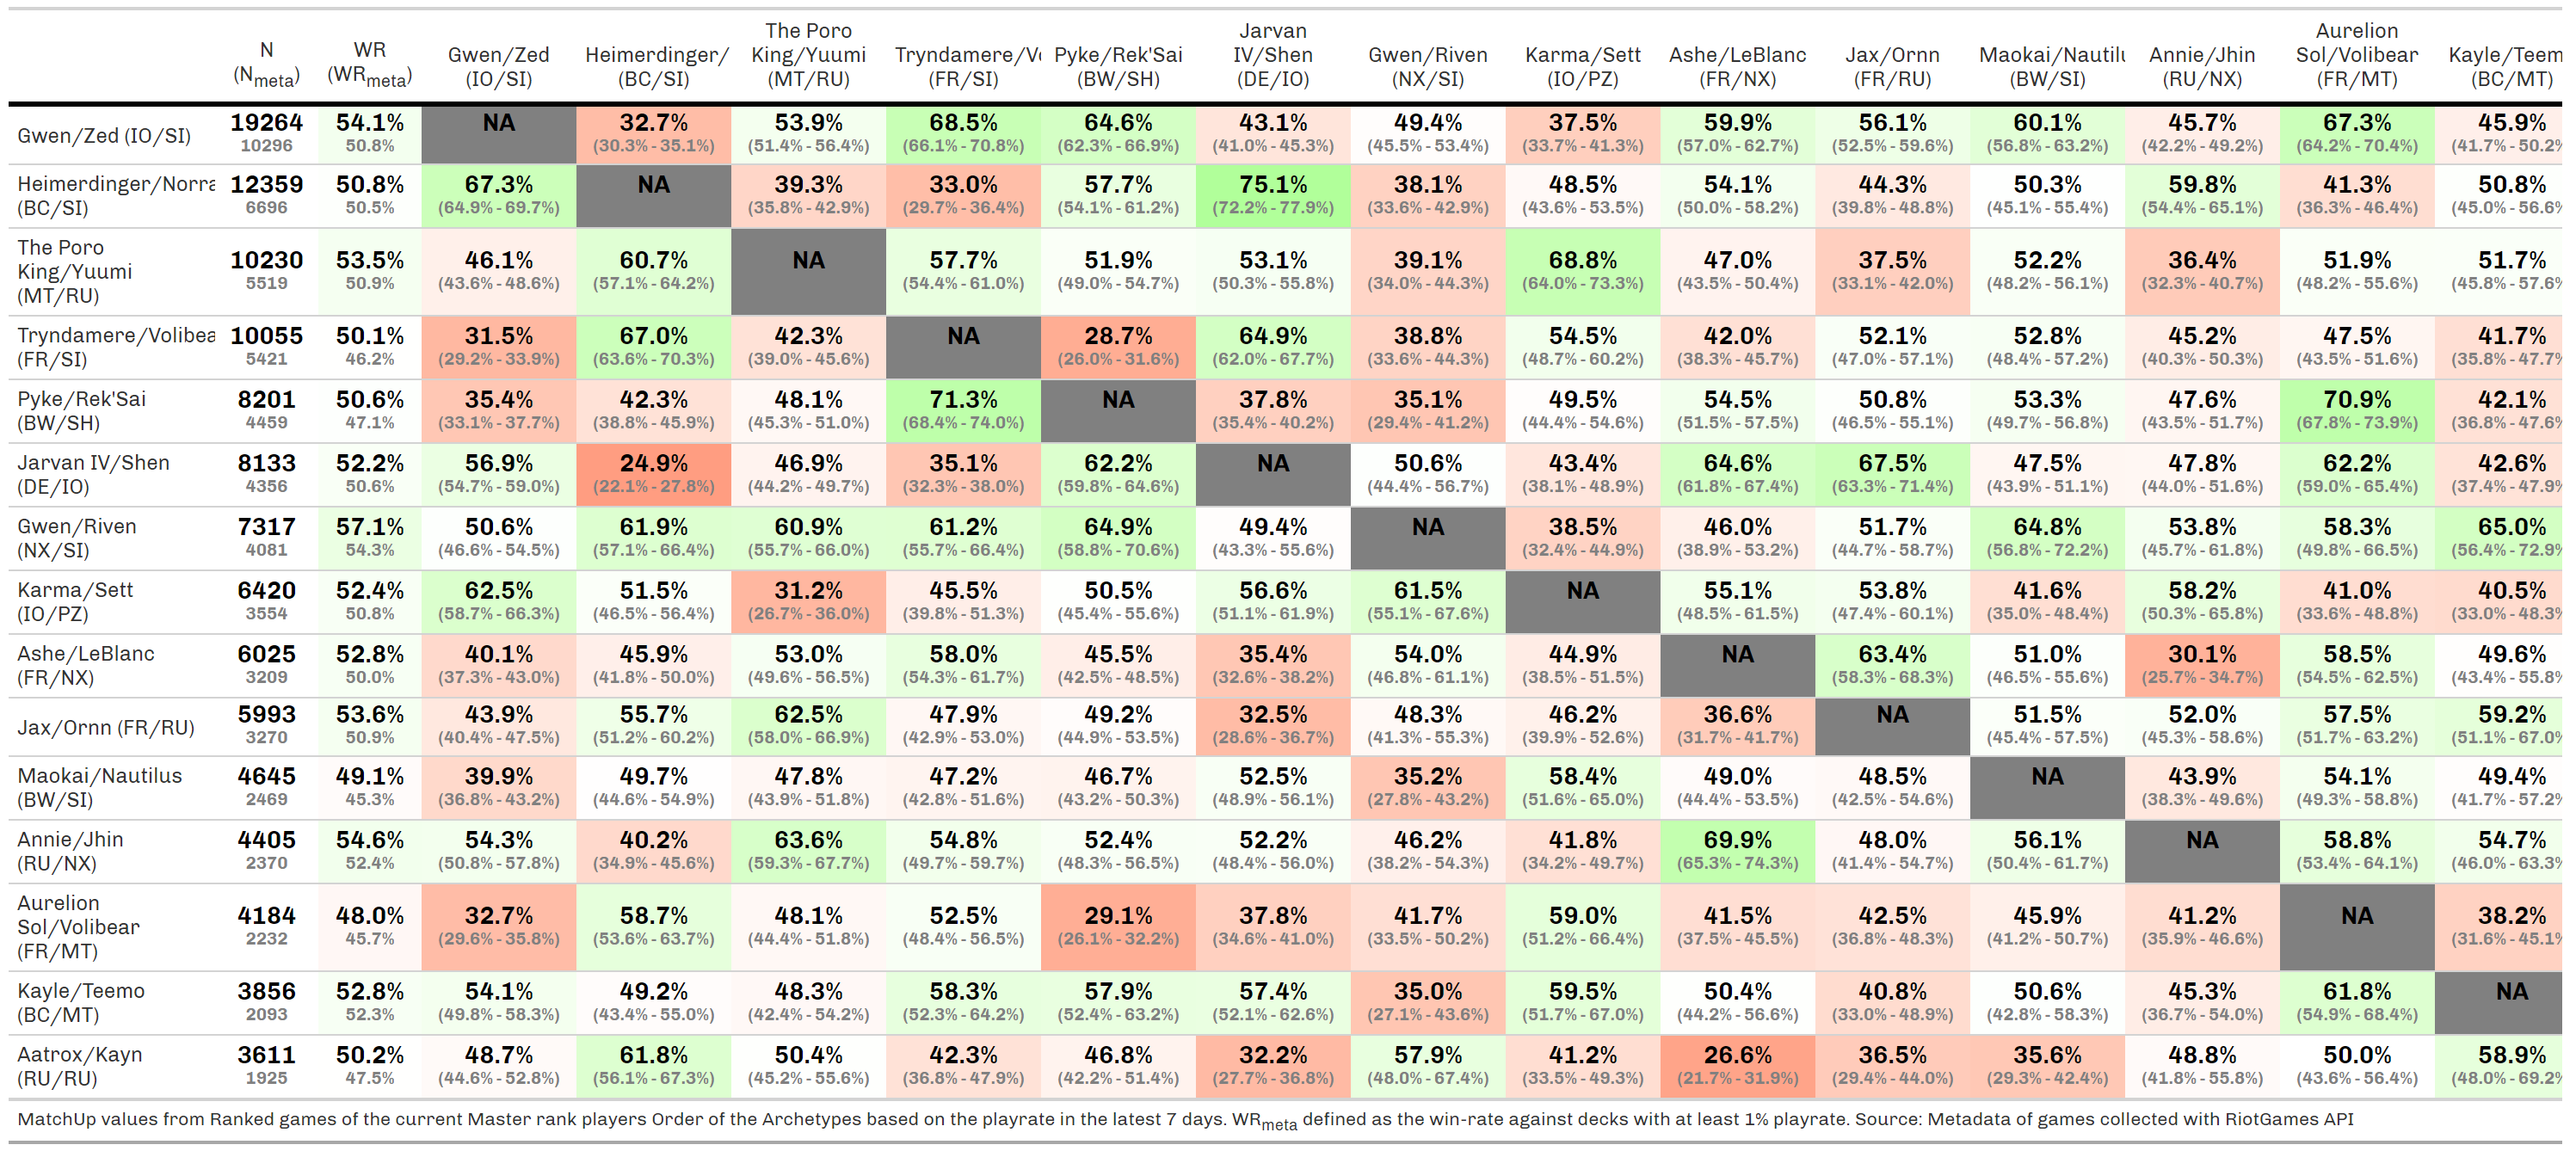 N WR Gwen/Zed Heimerdinger/ The Poro King/Yuumi Tryndamere/V Pyke/Rek'Sai Jarvan IV/Shen Gwen/Riven Karma/Sett Ashe/LeBlanc Jax/Ornn Maokai/Nautilu Annie/Jhin Aurelion Sol/Volibear Kayle/Teem
(Nmeta) (WRmeta) (IO/SI) (BC/SI) (MT/RU) (FR/SI) (BW/SH) (DE/IO) (NX/SI) (IO/PZ) (FR/NX) (FR/RU) (BW/SI) (RU/NX) (FR/MT) (BC/MT)
Gwen/Zed (IO/SI) 19264 54.1% NA 32.7% 53.9% 68.5% 64.6% 43.1% 49.4% 37.5% 59.9% 56.1% 60.1% 45.7% 67.3% 45.9%
10296 50.8% (30.3% - 35.1%) (51.4% - 56.4%) (66.1% - 70.8%) (62.3% - 66.9%) (41.0% - 45.3%) (45.5% - 53.4%) (33.7% - 41.3%) (57.0% - 62.7%) (52.5% - 59.6%) (56.8% - 63.2%) (42.2% - 49.2%) (64.2% - 70.4%) (41.7% - 50.2%
Heimerdinger/Norra 12359 50.8% 67.3% NA 39.3% 33.0% 57.7% 75.1% 38.1% 48.5% 54.1% 44.3% 50.3% 59.8% 41.3% 50.8%
(BC/SI) 6696 50.5% (64.9% - 69.7%) (35.8% - 42.9%) (29.7% - 36.4%) (54.1% - 61.2%) (72.2% - 77.9%) (33.6% - 42.9%) (43.6% - 53.5%) (50.0% - 58.2%) (39.8% - 48.8%) (45.1% - 55.4%) (54.4% - 65.1%) (36.3% - 46.4%) (45.0% - 56.6%
The Poro
King/Yuumi 10230 53.5% 46.1% 60.7% NA 57.7% 51.9% 53.1% 39.1% 68.8% 47.0% 37.5% 52.2% 36.4% 51.9% 51.7%
(MT/RU) 5519 50.9% (43.6% - 48.6%) (57.1% - 64.2%) (54.4% - 61.0%) (49.0% - 54.7%) (50.3% - 55.8%) (34.0% - 44.3%) (64.0% - 73.3%) (43.5% - 50.4%) (33.1% - 42.0%) (48.2% - 56.1%) (32.3% - 40.7%) (48.2% - 55.6%) (45.8% - 57.6%
Tryndamere/Volibea 10055 50.1% 31.5% 67.0% 42.3% NA 28.7% 64.9% 38.8% 54.5% 42.0% 52.1% 52.8% 45.2% 47.5% 41.7%
(FR/SI) 5421 46.2% (29.2% - 33.9%) (63.6% - 70.3%) (39.0% - 45.6%) (26.0% - 31.6%) (62.0% - 67.7%) (33.6% - 44.3%) (48.7% - 60.2%) (38.3% - 45.7%) (47.0% - 57.1%) (48.4% - 57.2%) (40.3% - 50.3%) (43.5% - 51.6%) (35.8% - 47.7%
Pyke/Rek'Sai 8201 50.6% 35.4% 42.3% 48.1% 71.3% NA 37.8% 35.1% 49.5% 54.5% 50.8% 53.3% 47.6% 70.9% 42.1%
(BW/SH) 4459 47.1% (33.1% - 37.7%) (38.8% - 45.9%) (45.3% - 51.0%) (68.4% - 74.0%) (35.4% - 40.2%) (29.4% - 41.2%) (44.4% - 54.6%) (51.5% - 57.5%) (46.5% - 55.1%) (49.7% - 56.8%) (43.5% - 51.7%) (67.8% - 73.9%) (36.8% - 47.6%
Jarvan IV/Shen 8133 52.2% 56.9% 24.9% 46.9% 35.1% 62.2% NA 50.6% 43.4% 64.6% 67.5% 47.5% 47.8% 62.2% 42.6%
(DE/IO) 4356 50.6% (54.7% - 59.0%) (22.1% - 27.8%) (44.2% - 49.7%) (32.3% - 38.0%) (59.8% - 64.6%) (44.4% - 56.7%) (38.1% - 48.9%) (61.8% - 67.4%) (63.3% - 71.4%) (43.9% - 51.1%) (44.0% - 51.6%) (59.0% - 65.4%) (37.4% - 47.9%
Gwen/Riven 7317 57.1% 50.6% 61.9% 60.9% 61.2% 64.9% 49.4% NA 38.5% 46.0% 51.7% 64.8% 53.8% 58.3% 65.0%
(NX/SI) 4081 54.3% (46.6% - 54.5%) (57.1% - 66.4%) (55.7% - 66.0%) (55.7% - 66.4%) (58.8% - 70.6%) (43.3% - 55.6%) (32.4% - 44.9%) (38.9% - 53.2%) (44.7% - 58.7%) (56.8% - 72.2%) (45.7% - 61.8%) (49.8% - 66.5%) (56.4% - 72.9%
Karma/Sett 6420 52.4% 62.5% 51.5% 31.2% 45.5% 50.5% 56.6% 61.5% NA 55.1% 53.8% 41.6% 58.2% 41.0% 40.5%
(IO/PZ) 3554 50.8% (58.7% - 66.3%) (46.5% - 56.4%) (26.7% - 36.0%) (39.8% - 51.3%) (45.4% - 55.6%) (51.1% - 61.9%) (55.1% - 67.6%) (48.5% - 61.5%) (47.4% - 60.1%) (35.0% - 48.4%) (50.3% - 65.8%) (33.6% - 48.8%) (33.0% - 48.3%
Ashe/LeBlanc 6025 52.8% 40.1% 45.9% 53.0% 58.0% 45.5% 35.4% 54.0% 44.9% NA 63.4% 51.0% 30.1% 58.5% 49.6%
(FR/NX) 3209 50.0% (37.3% - 43.0%) (41.8% - 50.0%) (49.6% - 56.5%) (54.3% - 61.7%) (42.5% - 48.5%) (32.6% - 38.2%) (46.8% - 61.1%) (38.5% - 51.5%) (58.3% - 68.3%) (46.5% - 55.6%) (25.7% - 34.7%) (54.5% - 62.5%) (43.4% - 55.8%
Jax/Ornn (FR/RU) 5993 53.6% 43.9% 55.7% 62.5% 47.9% 49.2% 32.5% 48.3% 46.2% 36.6% NA 51.5% 52.0% 57.5% 59.2%
3270 50.9% (40.4% - 47.5%) (51.2% - 60.2%) (58.0% - 66.9%) (42.9% - 53.0%) (44.9% - 53.5%) (28.6% - 36.7%) (41.3% - 55.3%) (39.9% - 52.6%) (31.7% - 41.7%) (45.4% - 57.5%) (45.3% - 58.6%) (51.7% - 63.2%) (51.1% - 67.0%
Maokai/Nautilus 4645 49.1% 39.9% 49.7% 47.8% 47.2% 46.7% 52.5% 35.2% 58.4% 49.0% 48.5% NA 43.9% 54.1% 49.4%
(BW/SI) 2469 45.3% (36.8% - 43.2%) (44.6% - 54.9%) (43.9% - 51.8%) (42.8% - 51.6%) (43.2% - 50.3%) (48.9% - 56.1%) (27.8% - 43.2%) (51.6% - 65.0%) (44.4% - 53.5%) (42.5% - 54.6%) (38.3% - 49.6%) (49.3% - 58.8%) (41.7% - 57.2%
Annie/Jhin 4405 54.6% 54.3% 40.2% 63.6% 54.8% 52.4% 52.2% 46.2% 41.8% 69.9% 48.0% 56.1% NA 58.8% 54.7%
(RU/NX) 2370 52.4% (50.8% - 57.8%) (34.9% - 45.6%) (59.3% - 67.7%) (49.7% - 59.7%) (48.3% - 56.5%) (48.4% - 56.0%) (38.2% - 54.3%) (34.2% - 49.7%) (65.3% - 74.3%) (41.4% - 54.7%) (50.4% - 61.7%) (53.4% - 64.1%) (46.0% - 63.3%
Aurelion
Sol/Volibear 4184 48.0% 32.7% 58.7% 48.1% 52.5% 29.1% 37.8% 41.7% 59.0% 41.5% 42.5% 45.9% 41.2% NA 38.2%
(FR/MT) 2232 45.7% (29.6% - 35.8%) (53.6% - 63.7%) (44.4% - 51.8%) (48.4% - 56.5%) (26.1% - 32.2%) (34.6% - 41.0%) (33.5% - 50.2%) (51.2% - 66.4%) (37.5% - 45.5%) (36.8% - 48.3%) (41.2% - 50.7%) (35.9% - 46.6%) (31.6% - 45.1%
Kayle/Teemo 3856 52.8% 54.1% 49.2% 48.3% 58.3% 57.9% 57.4% 35.0% 59.5% 50.4% 40.8% 50.6% 45.3% 61.8% NA
(BC/MT) 2093 52.3% (49.8% - 58.3%) (43.4% - 55.0%) (42.4% - 54.2%) (52.3% - 64.2%) (52.4% - 63.2%) (52.1% - 62.6%) (27.1% - 43.6%) (51.7% - 67.0%) (44.2% - 56.6%) (33.0% - 48.9%) (42.8% - 58.3%) (36.7% - 54.0%) (54.9% - 68.4%)
Aatrox/Kayn 3611 50.2% 48.7% 61.8% 50.4% 42.3% 46.8% 32.2% 57.9% 41.2% 26.6% 36.5% 35.6% 48.8% 50.0% 58.9%
(RU/RU) 1925 47.5% (44.6% - 52.8%) (56.1% - 67.3%) (45.2% - 55.6%) (36.8% - 47.9%) (42.2% - 51.4%) (27.7% - 36.8%) (48.0% - 67.4%) (33.5% - 49.3%) (21.7% - 31.9%) (29.4% - 44.0%) (29.3% - 42.4%) (41.8% - 55.8%) (43.6% - 56.4%) (48.0% - 69.2%
MatchUp values from Ranked games of the current Master rank players Order of the Archetypes based on the playrate in the latest 7 days. WRmeta defined as the win-rate against decks with at least 1% playrate. Source: Metadata of games collected with RiotGames API